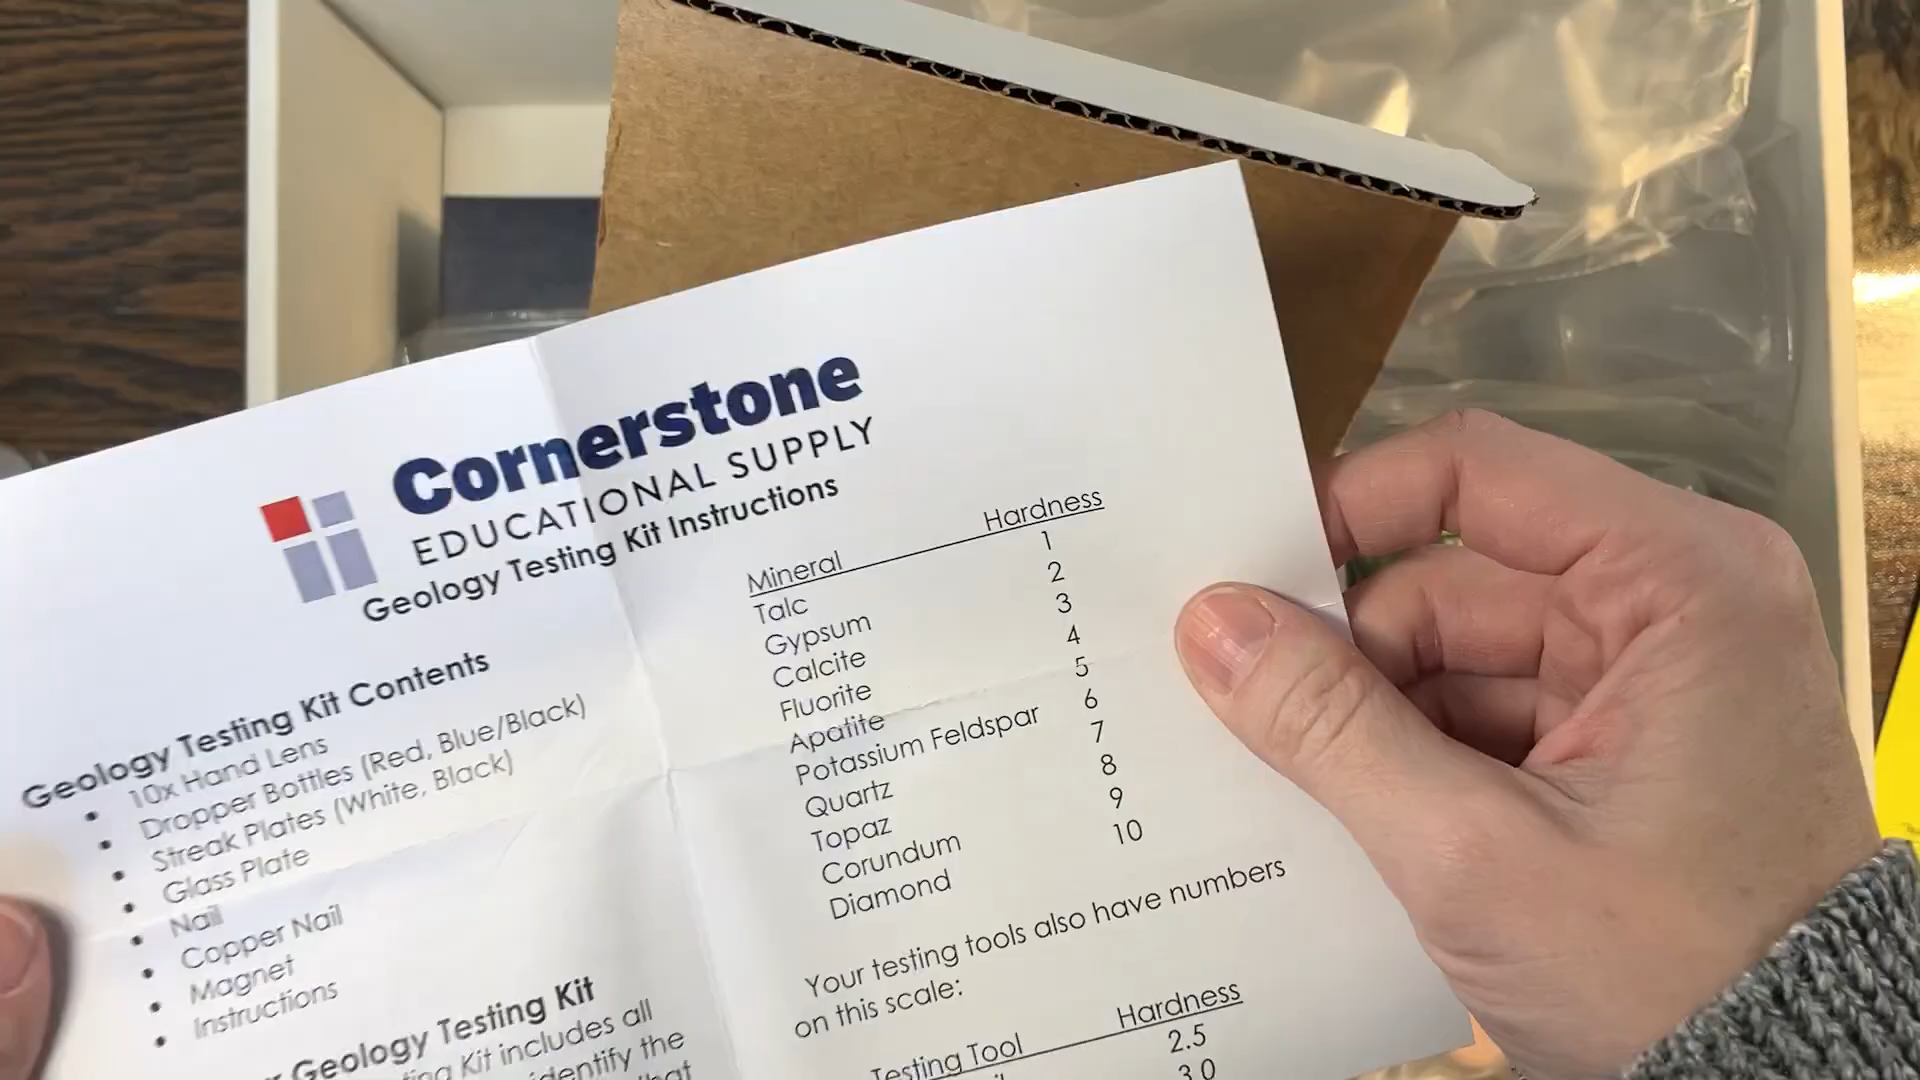 Cornerstone
EDUCATIONAL SUPPLY
Geology Testing Kit Instructions
Geology Testing Kit Contents
• 10x Hand Lens
• Dropper Bottles (Red, Blue/Black)
• Streak Plates (White, Black)
• Glass Plate
• Nail
• Copper Nail
• Magnet
• Instructions
Geology Testing Kit
Kit includes all
identify the
Mineral Hardness
Talc 1
Gypsum 2
Calcite 3
Fluorite 4
Apatite 5
Potassium Feldspar 6
Quartz 7
Topaz 8
Corundum 9
Diamond 10
Your testing tools also have numbers
on this scale:
Testing Tool Hardness
2.5
3.0